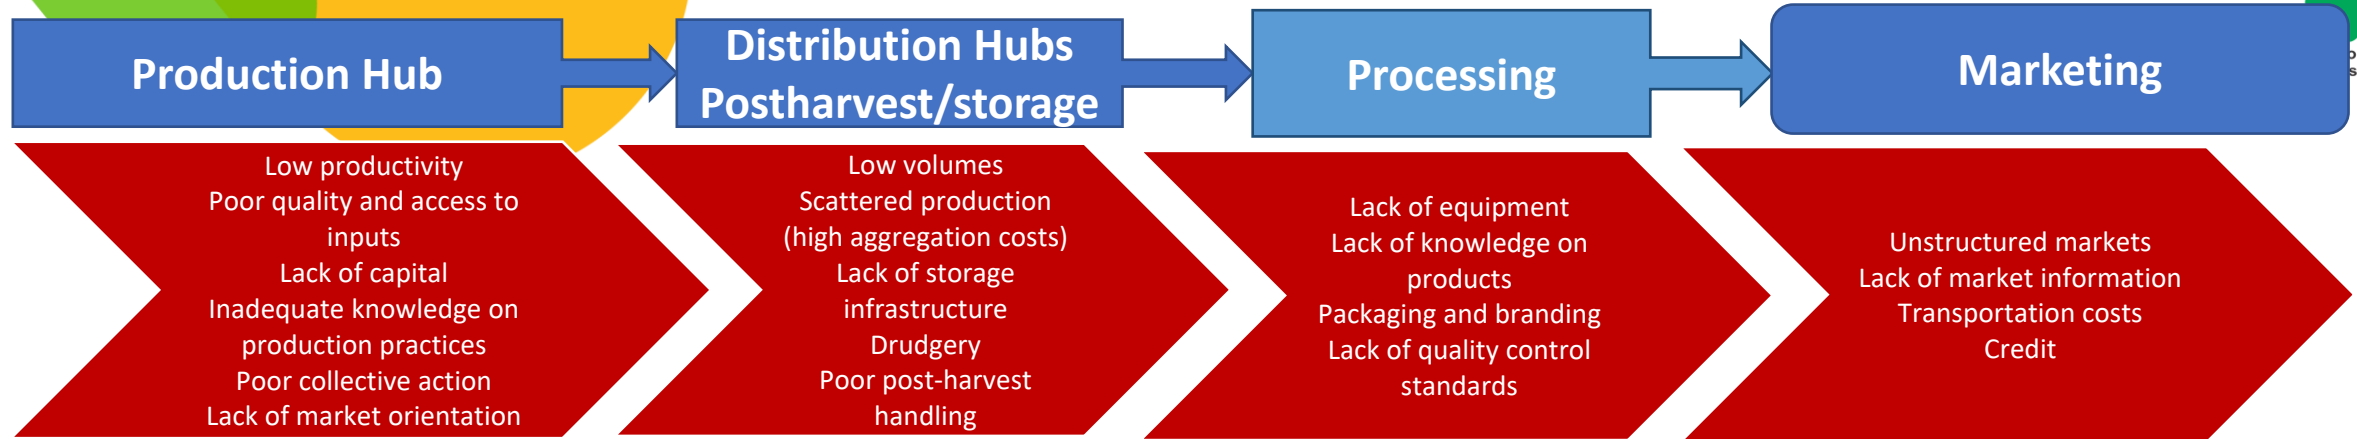 Production Hub
Distribution Hubs
Postharvest/storage
Processing
Marketing
Low productivity
Poor quality and access to
inputs
Lack of capital
Inadequate knowledge on
production practices
Poor collective action
Lack of market orientation
Low volumes
Scattered production
(high aggregation costs)
Lack of storage
infrastructure
Drudgery
Poor post-harvest
handling
Lack of equipment
Lack of knowledge on
products
Packaging and branding
Lack of quality control
standards
Unstructured markets
Lack of market information
Transportation costs
Credit